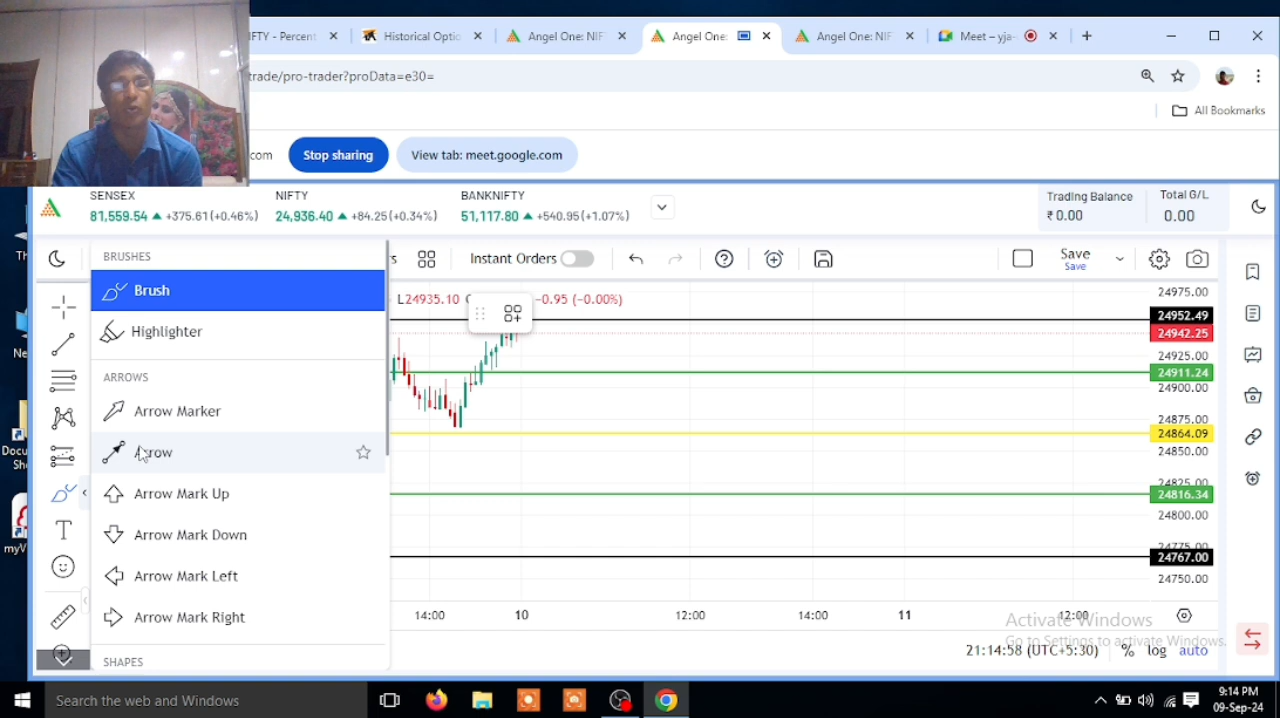 IFTY - Percent
Historical Optio
Angel One: NIF
Angel One:
Angel One: NIF
Meet – yja-
trade/pro-trader?proData=e30=
All Bookmarks
com
Stop sharing
View tab: meet.google.com
SENSEX
81,559.54 +375.61(+0.46%)
NIFTY
24,936.40 +84.25(+0.34%)
BANKNIFTY
51,117.80 +540.95(+1.07%)
Trading Balance
₹ 0.00
Total G/L
0.00
BRUSHES
Brush
Highlighter
ARROWS
Arrow Marker
Arrow
Arrow Mark Up
Arrow Mark Down
Arrow Mark Left
Arrow Mark Right
SHAPES
Instant Orders
Save
Save
L24935.10
−0.95 (−0.00%)
24975.00
24952.49
24942.25
24925.00
24911.24
24900.00
24875.00
24864.09
24850.00
24825.00
24816.34
24800.00
24775.00
24767.00
24750.00
14:00
10
12:00
14:00
11
12:00
Activate Windows
Go to Settings to activate Windows.
21:14:58 (UTC+5:30)
%
log
auto
Search the web and Windows
9:14 PM
09-Sep-24